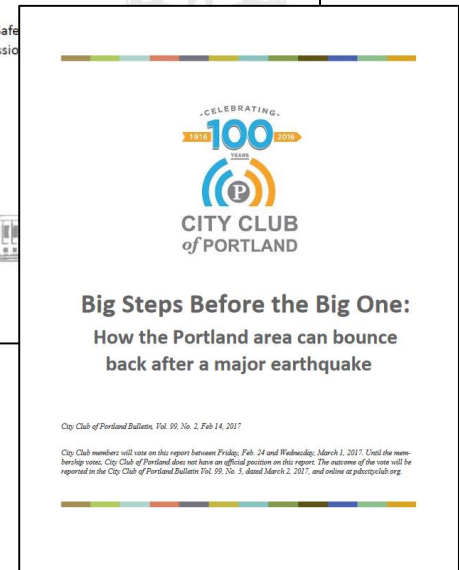 -CELEBRATING-
1916 100 2016
YEARS
P
CITY CLUB
of PORTLAND
Big Steps Before the Big One:
How the Portland area can bounce
back after a major earthquake
City Club of Portland Bulletin, Vol. 99, No. 2, Feb 14, 2017
City Club members will vote on this report between Friday, Feb. 24 and Wednesday, March 1, 2017. Until the mem-
bership votes, City Club of Portland does not have an official position on this report. The outcome of the vote will be
reported in the City Club of Portland Bulletin Vol. 99, No. 3, dated March 2, 2017, and online at pdxcityclub.org.